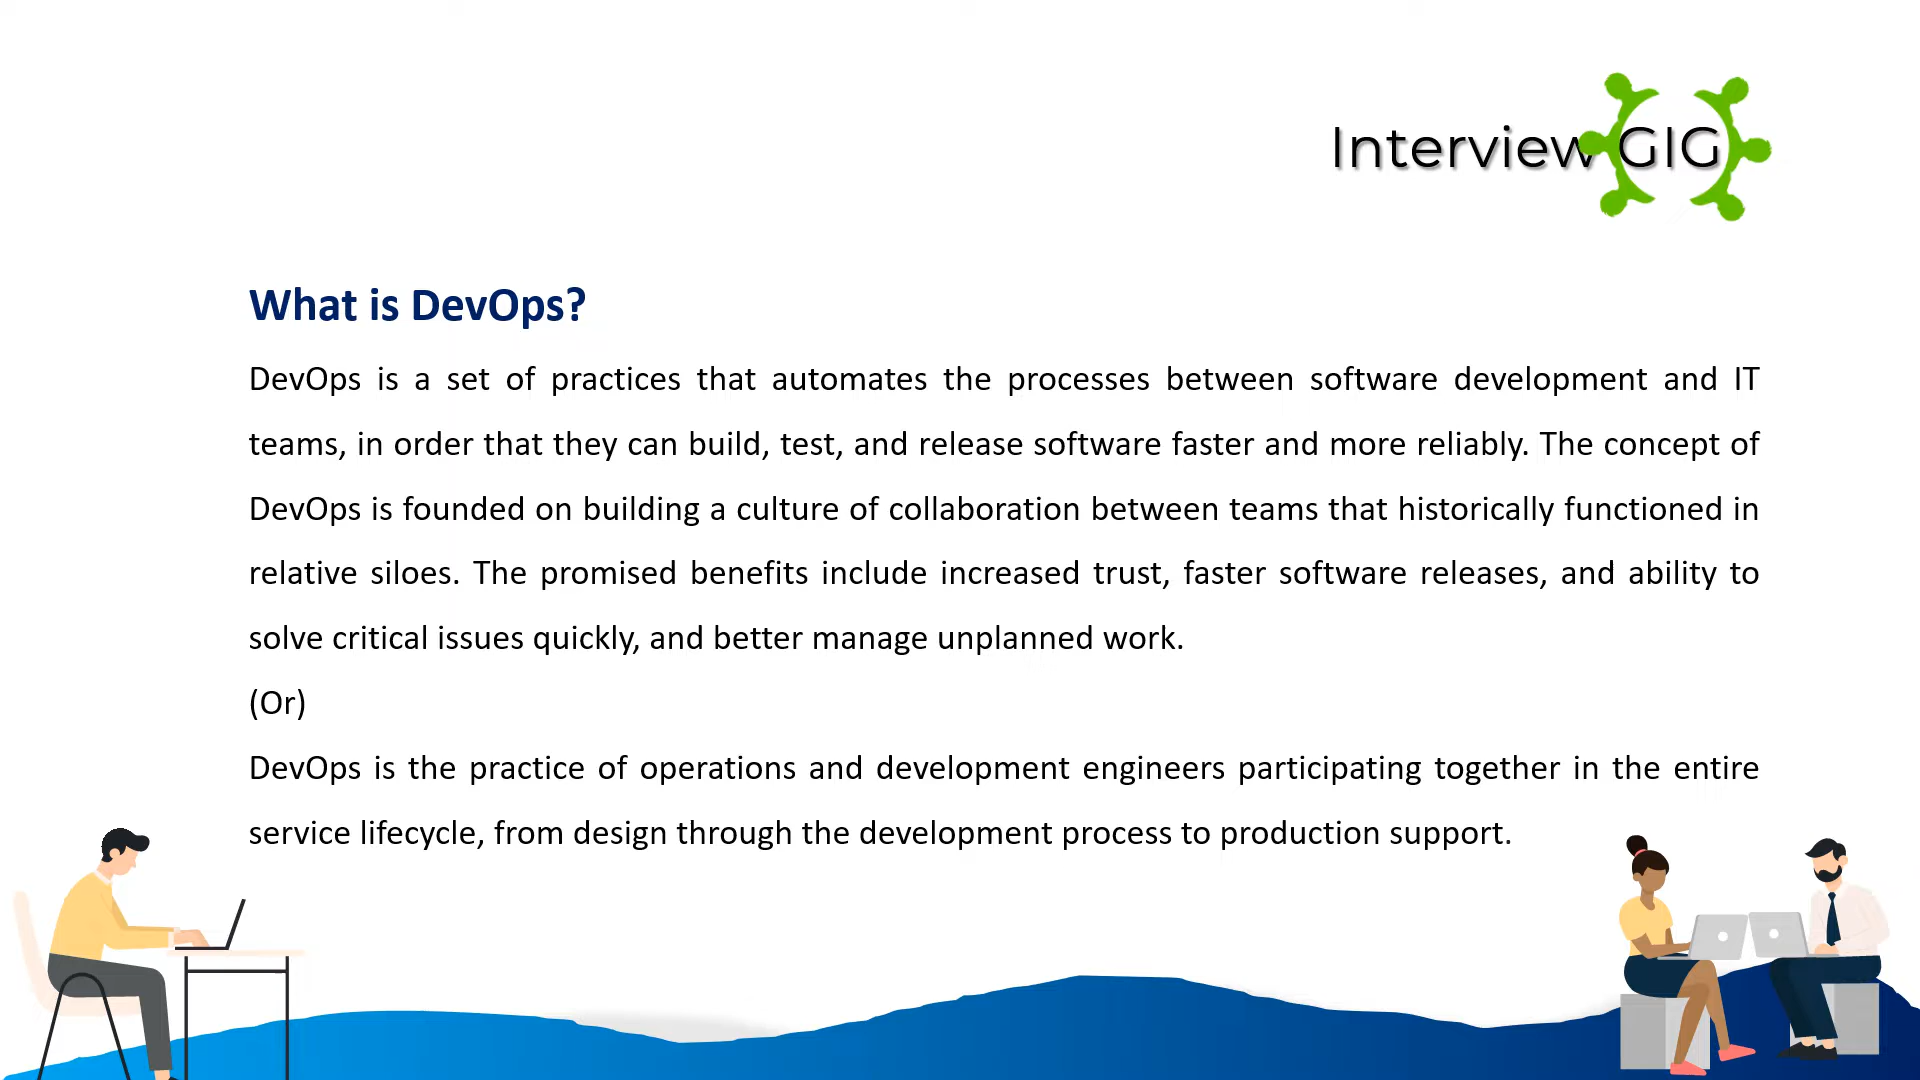 Interview GIG
What is DevOps?
DevOps is a set of practices that automates the processes between software development and IT
teams, in order that they can build, test, and release software faster and more reliably. The concept of
DevOps is founded on building a culture of collaboration between teams that historically functioned in
relative siloes. The promised benefits include increased trust, faster software releases, and ability to
solve critical issues quickly, and better manage unplanned work.
(Or)
DevOps is the practice of operations and development engineers participating together in the entire
service lifecycle, from design through the development process to production support.